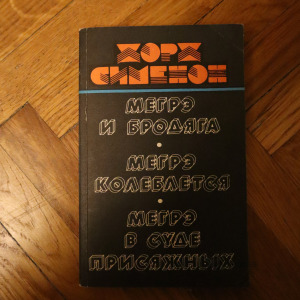 ЖОРЖ
СИМЕНОН
МЕГРЭ
И БРОДЯГА
•
МЕГРЭ
КОЛЕБЛЕТСЯ
•
МЕГРЭ
В СУДЕ
ПРИСЯЖНЫХ